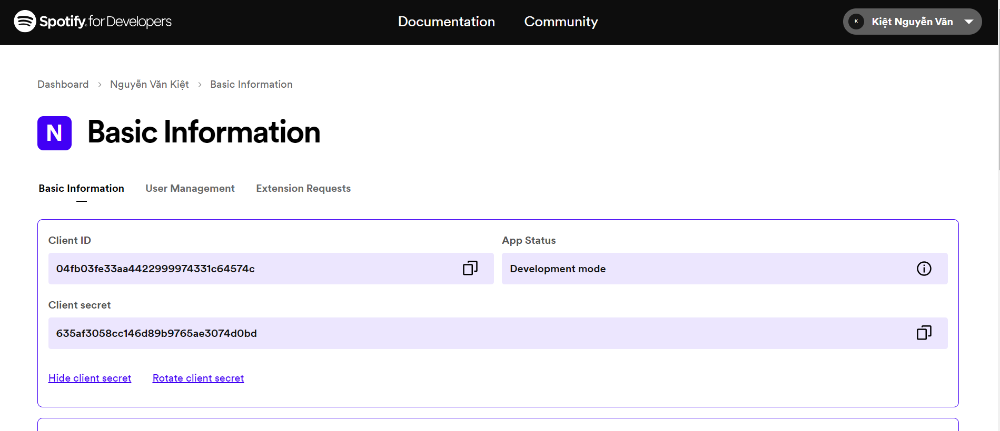 Spotify for Developers
Documentation
Community
K
Kiệt Nguyễn Văn
Dashboard > Nguyễn Văn Kiệt > Basic Information
N
Basic Information
Basic Information
User Management
Extension Requests
Client ID
App Status
04fb03fe33aa4422999974331c64574c
Development mode
Client secret
635af3058cc146d89b9765ae3074d0bd
Hide client secret
Rotate client secret